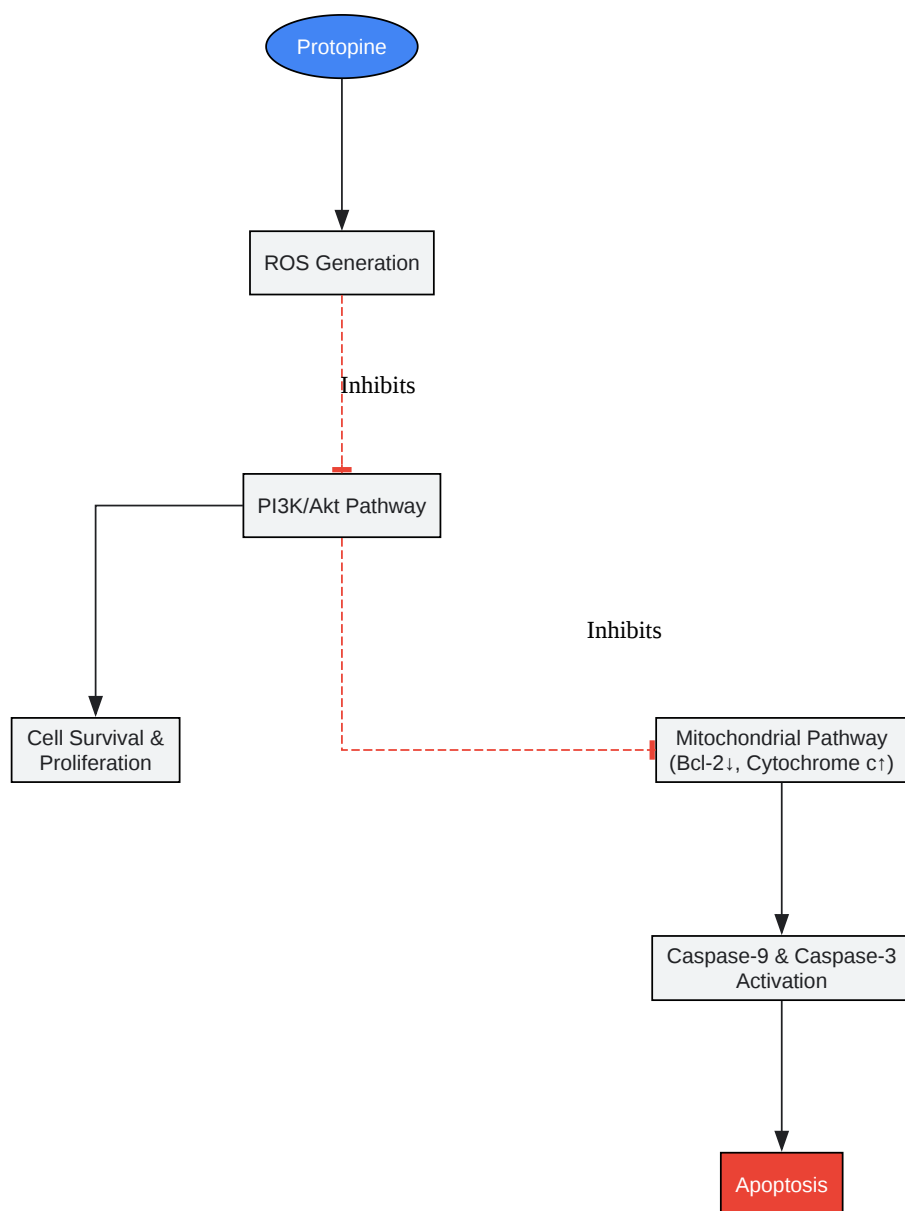 Protopine
ROS Generation
Inhibits
PI3K/Akt Pathway
Inhibits
Cell Survival &
Proliferation
Mitochondrial Pathway
(Bcl-2↓, Cytochrome c↑)
Caspase-9 & Caspase-3
Activation
Apoptosis